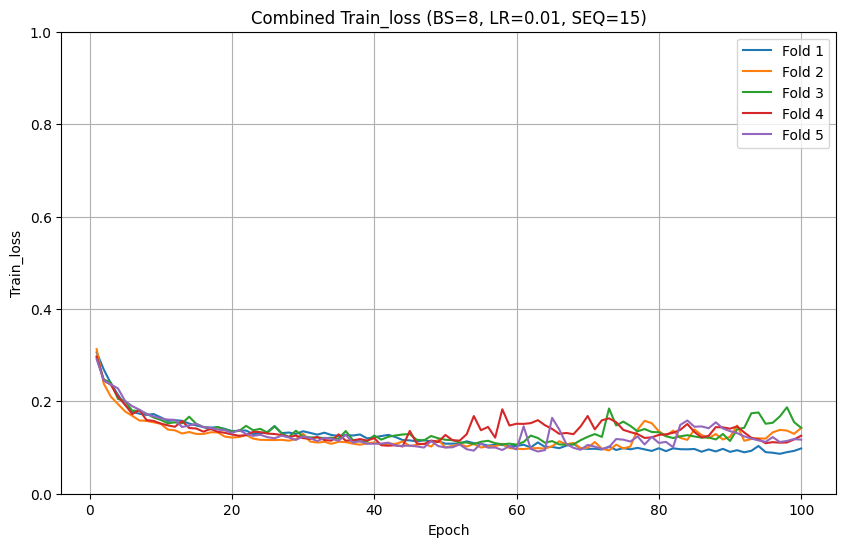 Combined Train_loss (BS=8, LR=0.01, SEQ=15)
Train_loss
1.0
0.8
0.6
0.4
0.2
0.0
Fold 1
Fold 2
Fold 3
Fold 4
Fold 5
0 20 40 60 80 100
Epoch